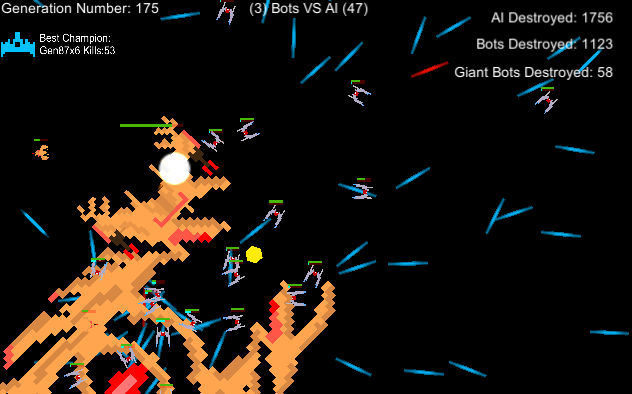 Generation Number: 175
(3) Bots VS AI (47)
AI Destroyed: 1756
Bots Destroyed: 1123
Giant Bots Destroyed: 58
Best Champion:
Gen87x6 Kills:53